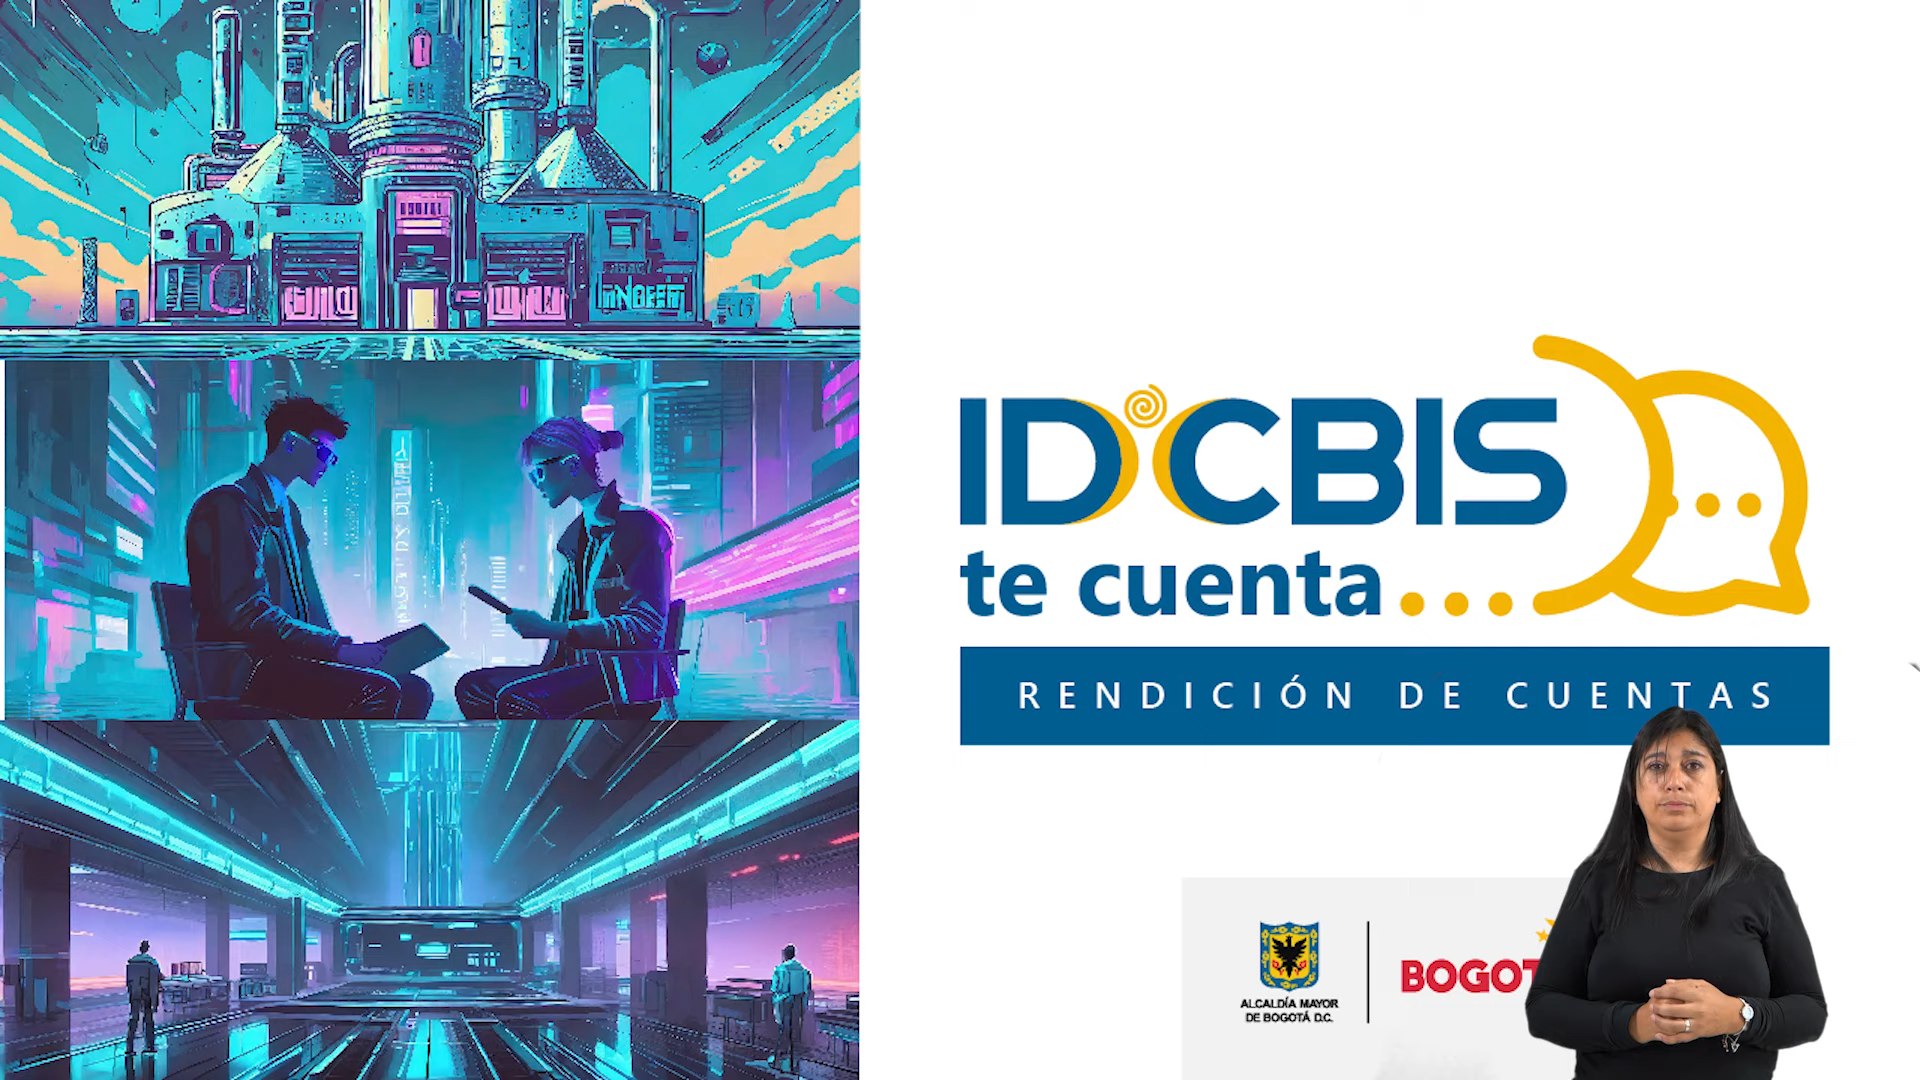 IDCBIS
te cuenta...
RENDICIÓN DE CUENTAS
ALCALDÍA MAYOR
DE BOGOTÁ D.C.
BOGOT